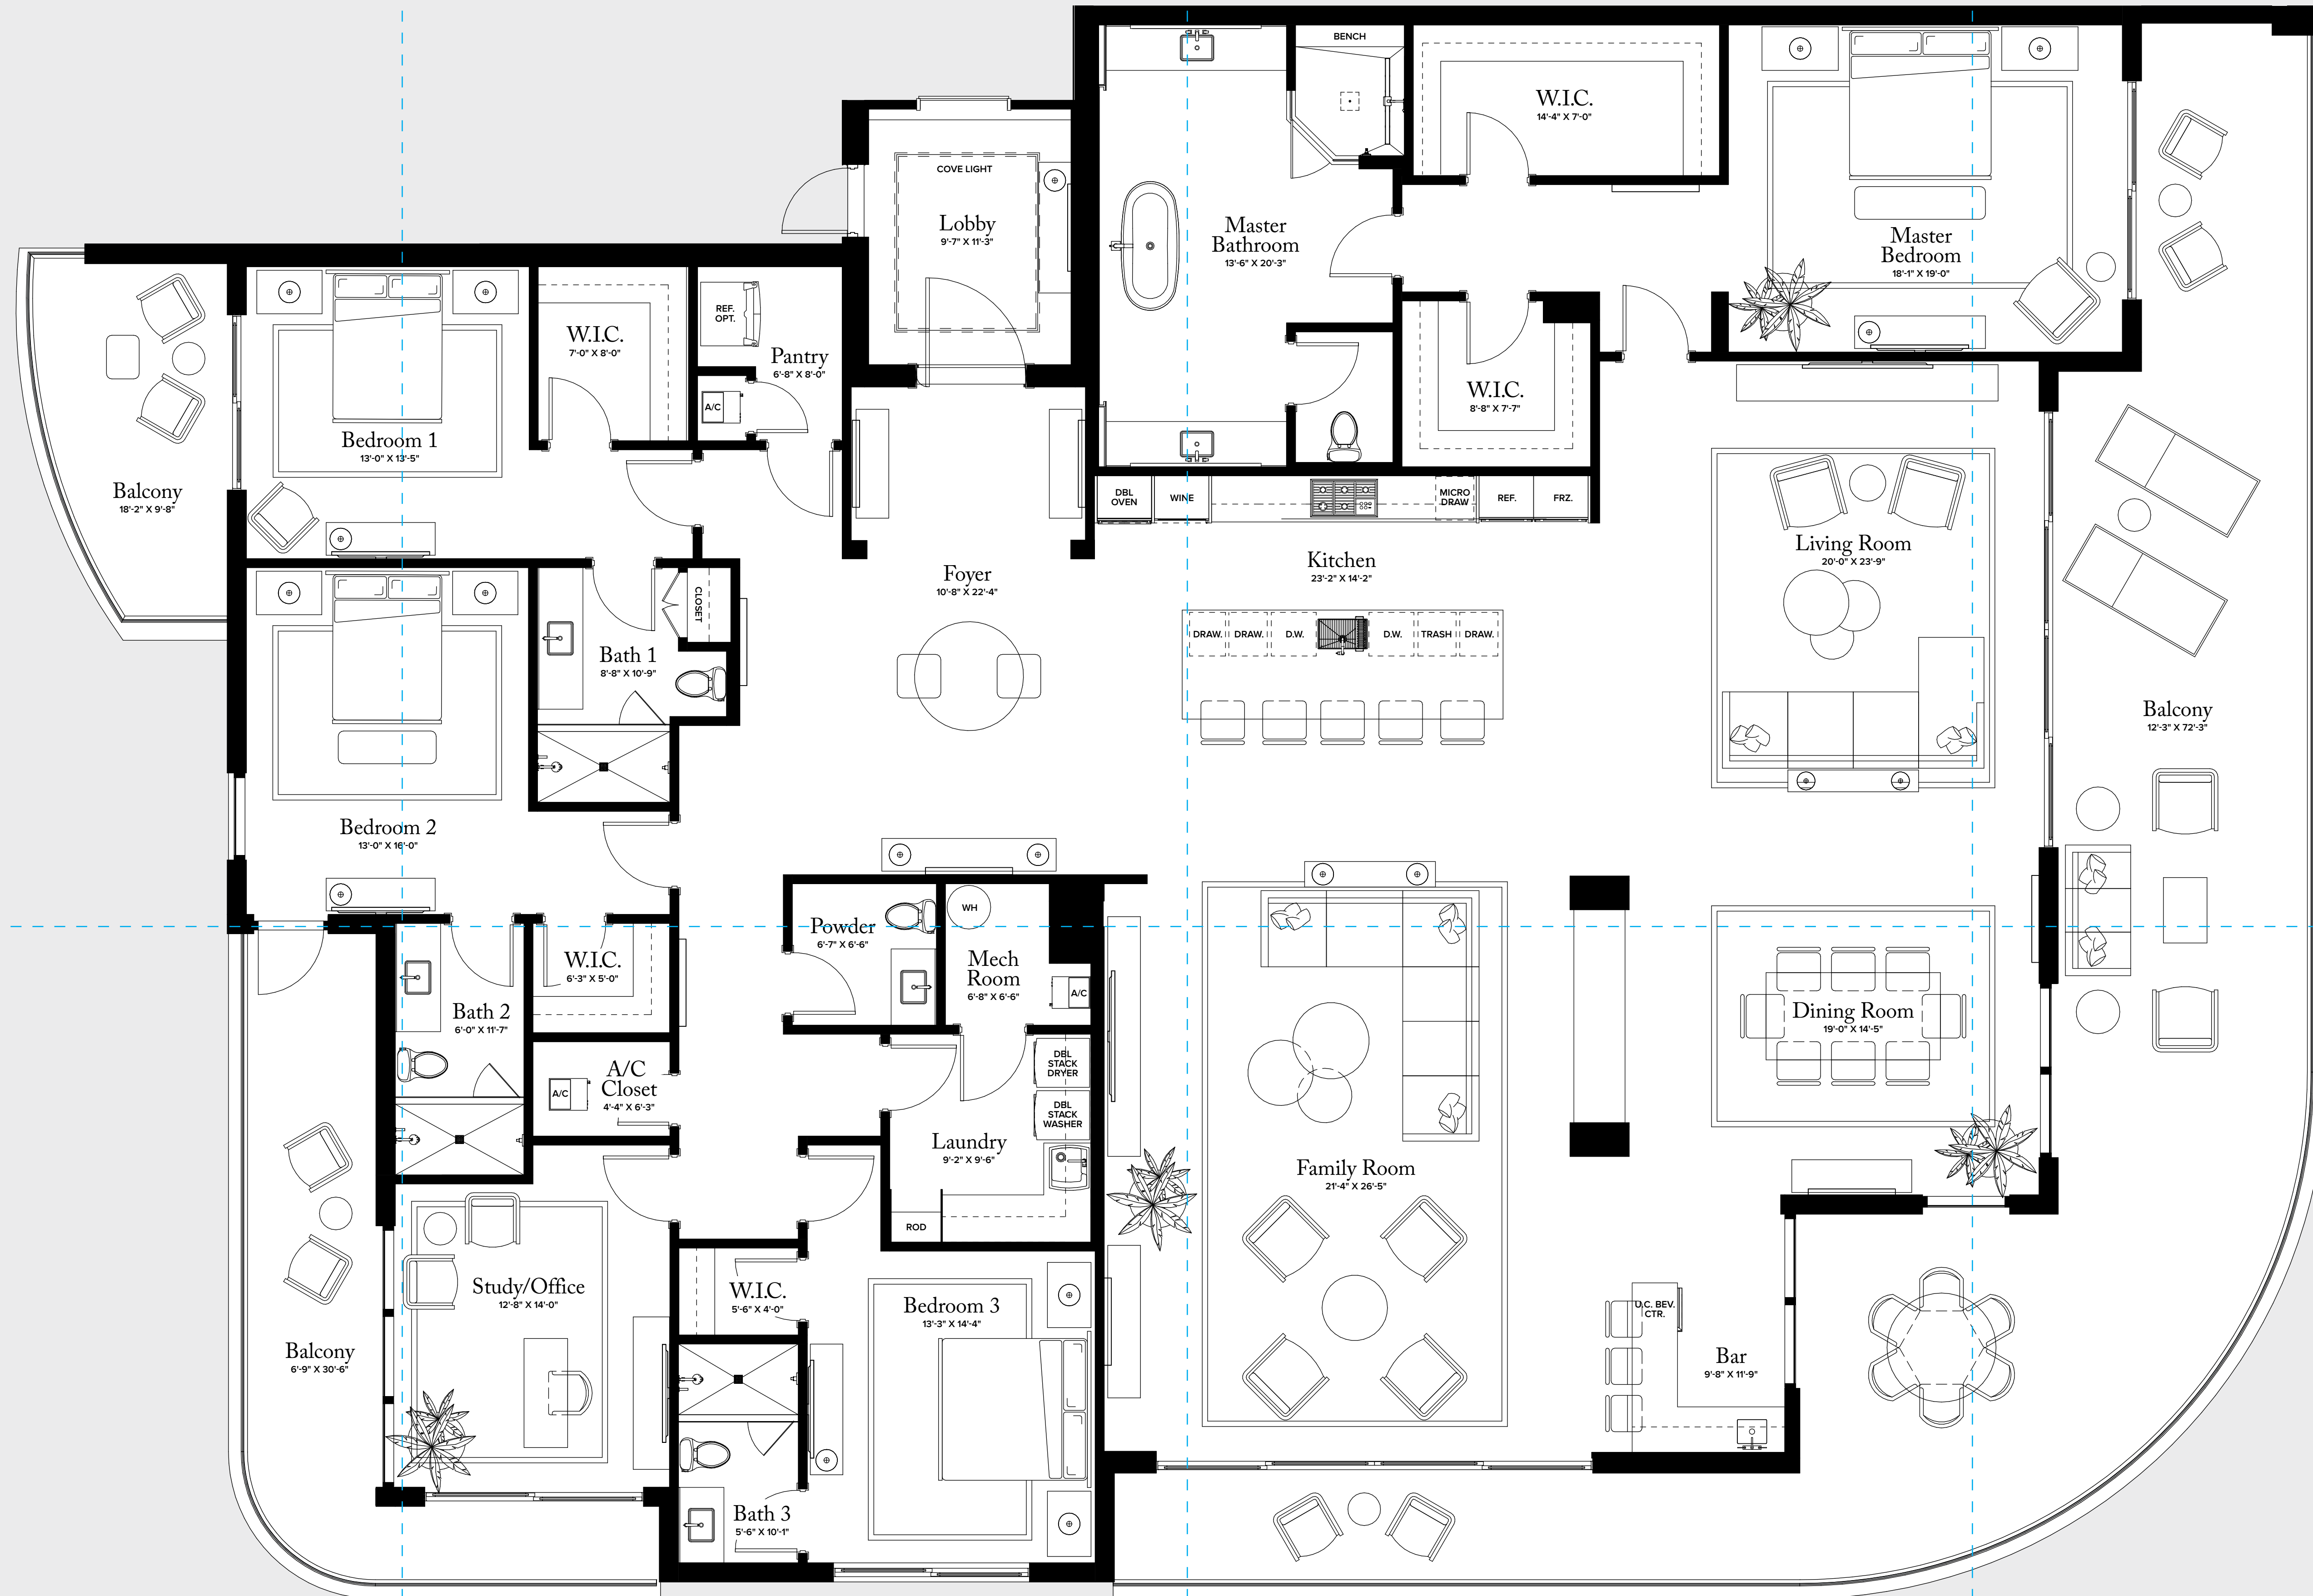 BENCH
W.I.C.
14'-4" X 7'-0"
COVE LIGHT
Lobby
9'-7" X 11'-3"
Master
Bathroom
13'-6" X 20'-3"
Master
Bedroom
18'-1" X 19'-0"
W.I.C.
7'-0" X 8'-0"
REF.
OPT.
Pantry
6'-8" X 8'-0"
A/C
W.I.C.
8'-8" X 7'-7"
Bedroom 1
13'-0" X 13'-5"
Balcony
18'-2" X 9'-8"
DBL
OVEN
WINE
MICRO
DRAW
REF.
FRZ.
Living Room
20'-0" X 23'-9"
Kitchen
23'-2" X 14'-2"
Foyer
10'-8" X 22'-4"
CLOSET
DRAW.
DRAW.
D.W.
D.W.
TRASH
DRAW.
Bath 1
8'-8" X 10'-9"
Balcony
12'-3" X 72'-3"
Bedroom 2
13'-0" X 16'-0"
WH
Powder
6'-7" X 6'-6"
W.I.C.
6'-3" X 5'-0"
Mech
Room
6'-8" X 6'-6"
A/C
Bath 2
6'-0" X 11'-7"
Dining Room
19'-0" X 14'-5"
DBL
STACK
DRYER
A/C
A/C
Closet
4'-4" X 6'-3"
DBL
STACK
WASHER
Laundry
9'-2" X 9'-6"
Family Room
21'-4" X 26'-5"
ROD
Study/Office
12'-8" X 14'-0"
W.I.C.
5'-6" X 4'-0"
Bedroom 3
13'-3" X 14'-4"
U.C. BEV.
CTR.
Balcony
6'-9" X 30'-6"
Bar
9'-8" X 11'-9"
Bath 3
5'-6" X 10'-1"